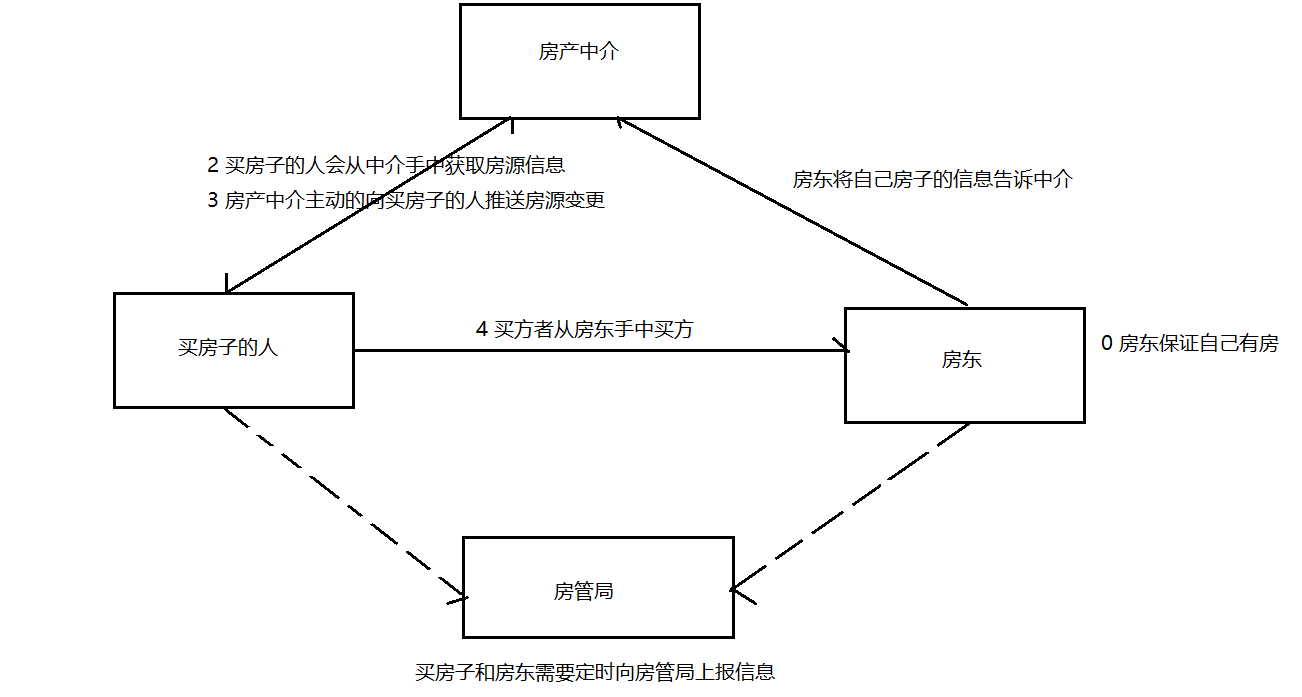 房产中介
2 买房子的人会从中介手中获取房源信息
3 房产中介主动的向买房子的人推送房源变更
房东将自己房子的信息告诉中介
买房子的人
4 买方者从房东手中买方
房东
0 房东保证自己有房
房管局
买房子和房东需要定时向房管局上报信息